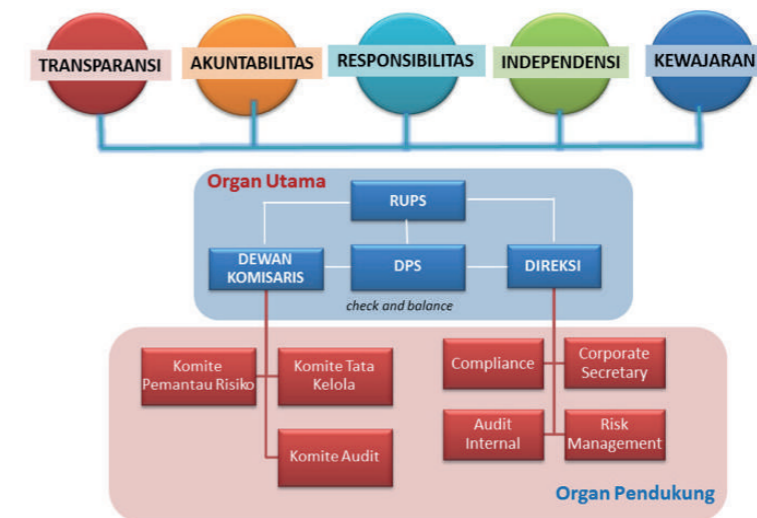 TRANSPARANSI
AKUNTABILITAS
RESPONSIBILITAS
INDEPENDENSI
KEWAJARAN
Organ Utama
RUPS
DEWAN
KOMISARIS
DPS
DIREKSI
check and balance
Komite
Pemantau Risiko
Komite Tata
Kelola
Compliance
Corporate
Secretary
Komite Audit
Audit
Internal
Risk
Management
Organ Pendukung